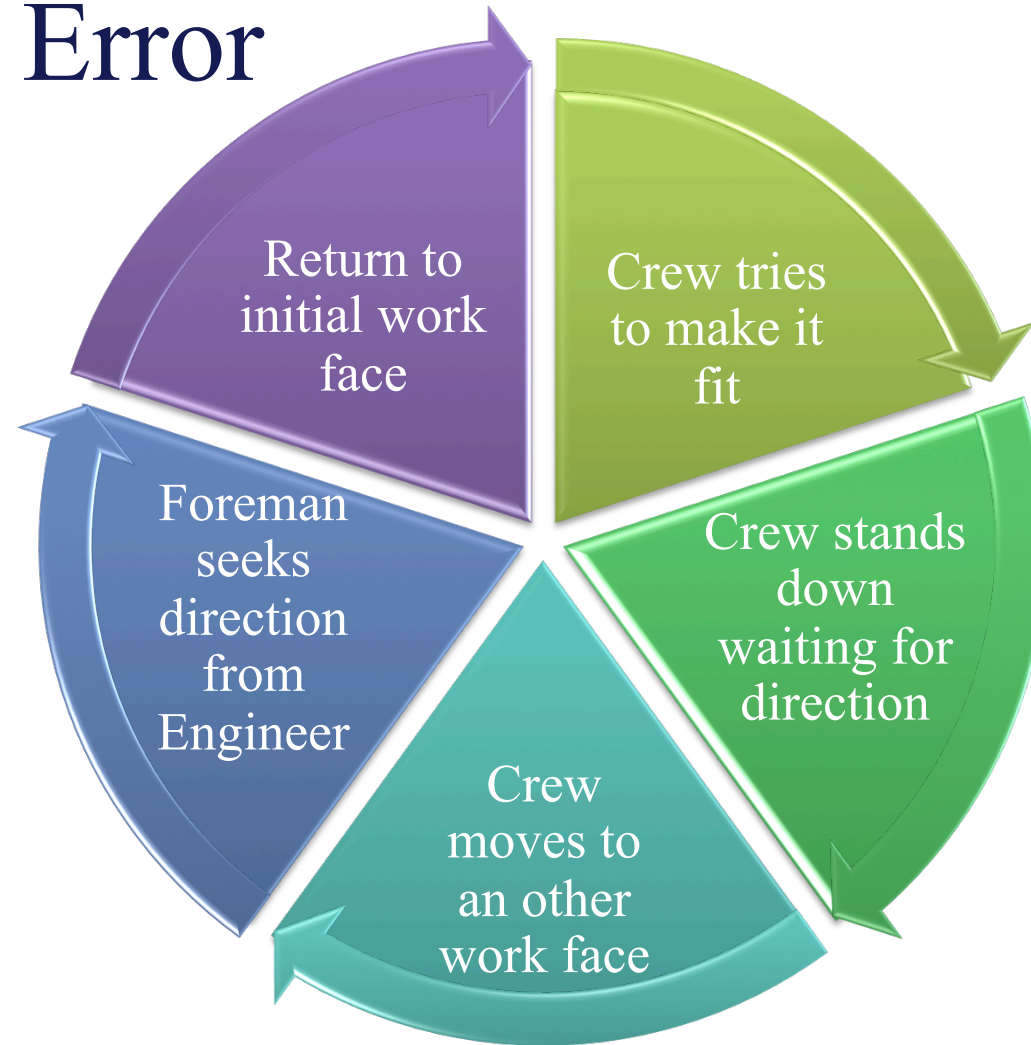 Error
Crew tries
to make it
fit
Crew stands
down
waiting for
direction
Crew
moves to
an other
work face
Foreman
seeks
direction
from
Engineer
Return to
initial work
face